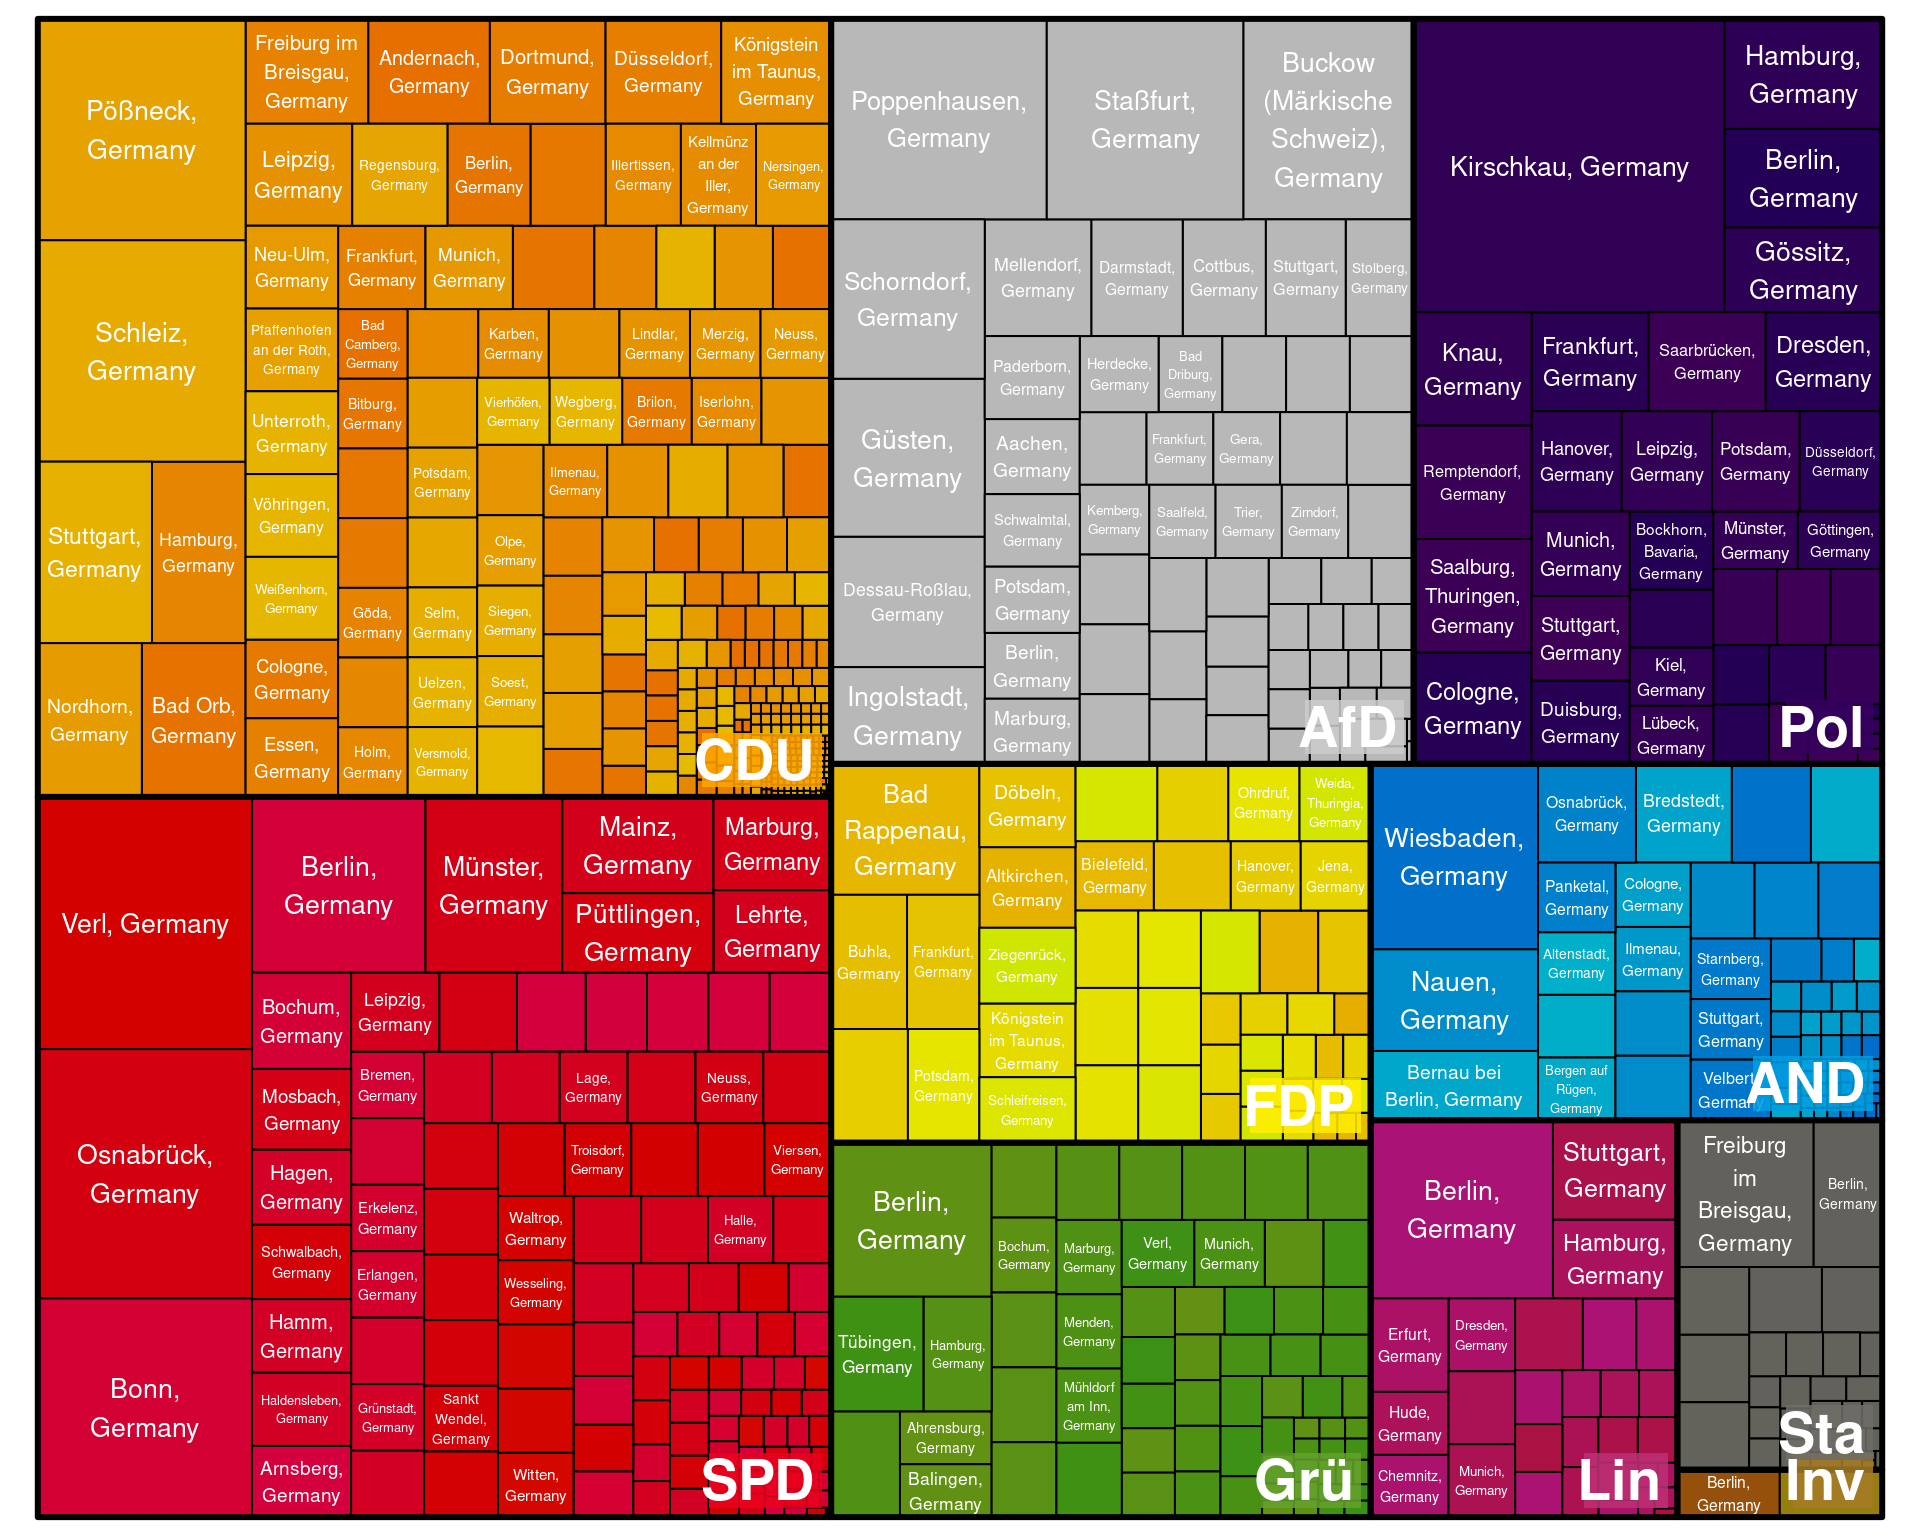 Pößneck,
Germany
Schleiz,
Germany
Stuttgart,
Germany
Hamburg,
Germany
Nordhorn,
Germany
Bad Orb,
Germany
Freiburg im
Breisgau,
Germany
Andernach,
Germany
Dortmund,
Germany
Düsseldorf,
Germany
Königstein
im Taunus,
Germany
Leipzig,
Germany
Regensburg,
Germany
Berlin,
Germany
Illertissen,
Germany
Kellmünz
an der
Iller,
Germany
Nersingen,
Germany
Neu-Ulm,
Germany
Frankfurt,
Germany
Munich,
Germany
Pfaffenhofen
an der Roth,
Germany
Bad
Camberg,
Germany
Karben,
Germany
Lindlar,
Germany
Merzig,
Germany
Neuss,
Germany
Unterroth,
Germany
Bitburg,
Germany
Vierhöfen,
Germany
Wegberg,
Germany
Brilon,
Germany
Iserlohn,
Germany
Vöhringen,
Germany
Potsdam,
Germany
Ilmenau,
Germany
Weißenhorn,
Germany
Olpe,
Germany
Göda,
Germany
Selm,
Germany
Siegen,
Germany
Cologne,
Germany
Uelzen,
Germany
Soest,
Germany
Essen,
Germany
Holm,
Germany
Versmold,
Germany
CDU
Poppenhausen,
Germany
Staßfurt,
Germany
Buckow
(Märkische
Schweiz),
Germany
Schorndorf,
Germany
Güsten,
Germany
Dessau-Roßlau,
Germany
Ingolstadt,
Germany
Mellendorf,
Germany
Darmstadt,
Germany
Cottbus,
Germany
Stuttgart,
Germany
Stolberg,
Germany
Paderborn,
Germany
Herdecke,
Germany
Bad
Driburg,
Germany
Aachen,
Germany
Frankfurt,
Germany
Gera,
Germany
Schwalmtal,
Germany
Kemberg,
Germany
Saalfeld,
Germany
Trier,
Germany
Zirndorf,
Germany
Potsdam,
Germany
Berlin,
Germany
Marburg,
Germany
AfD
Kirschkau, Germany
Hamburg,
Germany
Berlin,
Germany
Gössitz,
Germany
Knau,
Germany
Frankfurt,
Germany
Saarbrücken,
Germany
Dresden,
Germany
Remptendorf,
Germany
Hanover,
Germany
Leipzig,
Germany
Potsdam,
Germany
Düsseldorf,
Germany
Saalburg,
Thuringen,
Germany
Munich,
Germany
Bockhorn,
Bavaria,
Germany
Münster,
Germany
Göttingen,
Germany
Stuttgart,
Germany
Cologne,
Germany
Kiel,
Germany
Duisburg,
Germany
Lübeck,
Germany
Pol
Verl, Germany
Osnabrück,
Germany
Bonn,
Germany
Berlin,
Germany
Münster,
Germany
Mainz,
Germany
Marburg,
Germany
Püttlingen,
Germany
Lehrte,
Germany
Bochum,
Germany
Leipzig,
Germany
Mosbach,
Germany
Bremen,
Germany
Lage,
Germany
Neuss,
Germany
Hagen,
Germany
Troisdorf,
Germany
Viersen,
Germany
Erkelenz,
Germany
Waltrop,
Germany
Halle,
Germany
Schwalbach,
Germany
Erlangen,
Germany
Wesseling,
Germany
Hamm,
Germany
Haldensleben,
Germany
Grünstadt,
Germany
Sankt
Wendel,
Germany
Arnsberg,
Germany
Witten,
Germany
SPD
Bad
Rappenau,
Germany
Döbeln,
Germany
Ohrdruf,
Germany
Weida,
Thuringia,
Germany
Altkirchen,
Germany
Bielefeld,
Germany
Hanover,
Germany
Jena,
Germany
Buhla,
Germany
Frankfurt,
Germany
Ziegenrück,
Germany
Königstein
im Taunus,
Germany
Potsdam,
Germany
Schleifreisen,
Germany
FDP
Wiesbaden,
Germany
Osnabrück,
Germany
Bredstedt,
Germany
Panketal,
Germany
Cologne,
Germany
Nauen,
Germany
Altenstadt,
Germany
Ilmenau,
Germany
Starnberg,
Germany
Stuttgart,
Germany
Bernau bei
Berlin, Germany
Bergen auf
Rügen,
Germany
Velbert,
Germany
AND
Berlin,
Germany
Bochum,
Germany
Marburg,
Germany
Verl,
Germany
Munich,
Germany
Tübingen,
Germany
Hamburg,
Germany
Menden,
Germany
Mühldorf
am Inn,
Germany
Ahrensburg,
Germany
Balingen,
Germany
Grü
Berlin,
Germany
Stuttgart,
Germany
Hamburg,
Germany
Erfurt,
Germany
Dresden,
Germany
Hude,
Germany
Chemnitz,
Germany
Munich,
Germany
Lin
Freiburg
im
Breisgau,
Germany
Berlin,
Germany
Sta
Berlin,
Germany
Inv